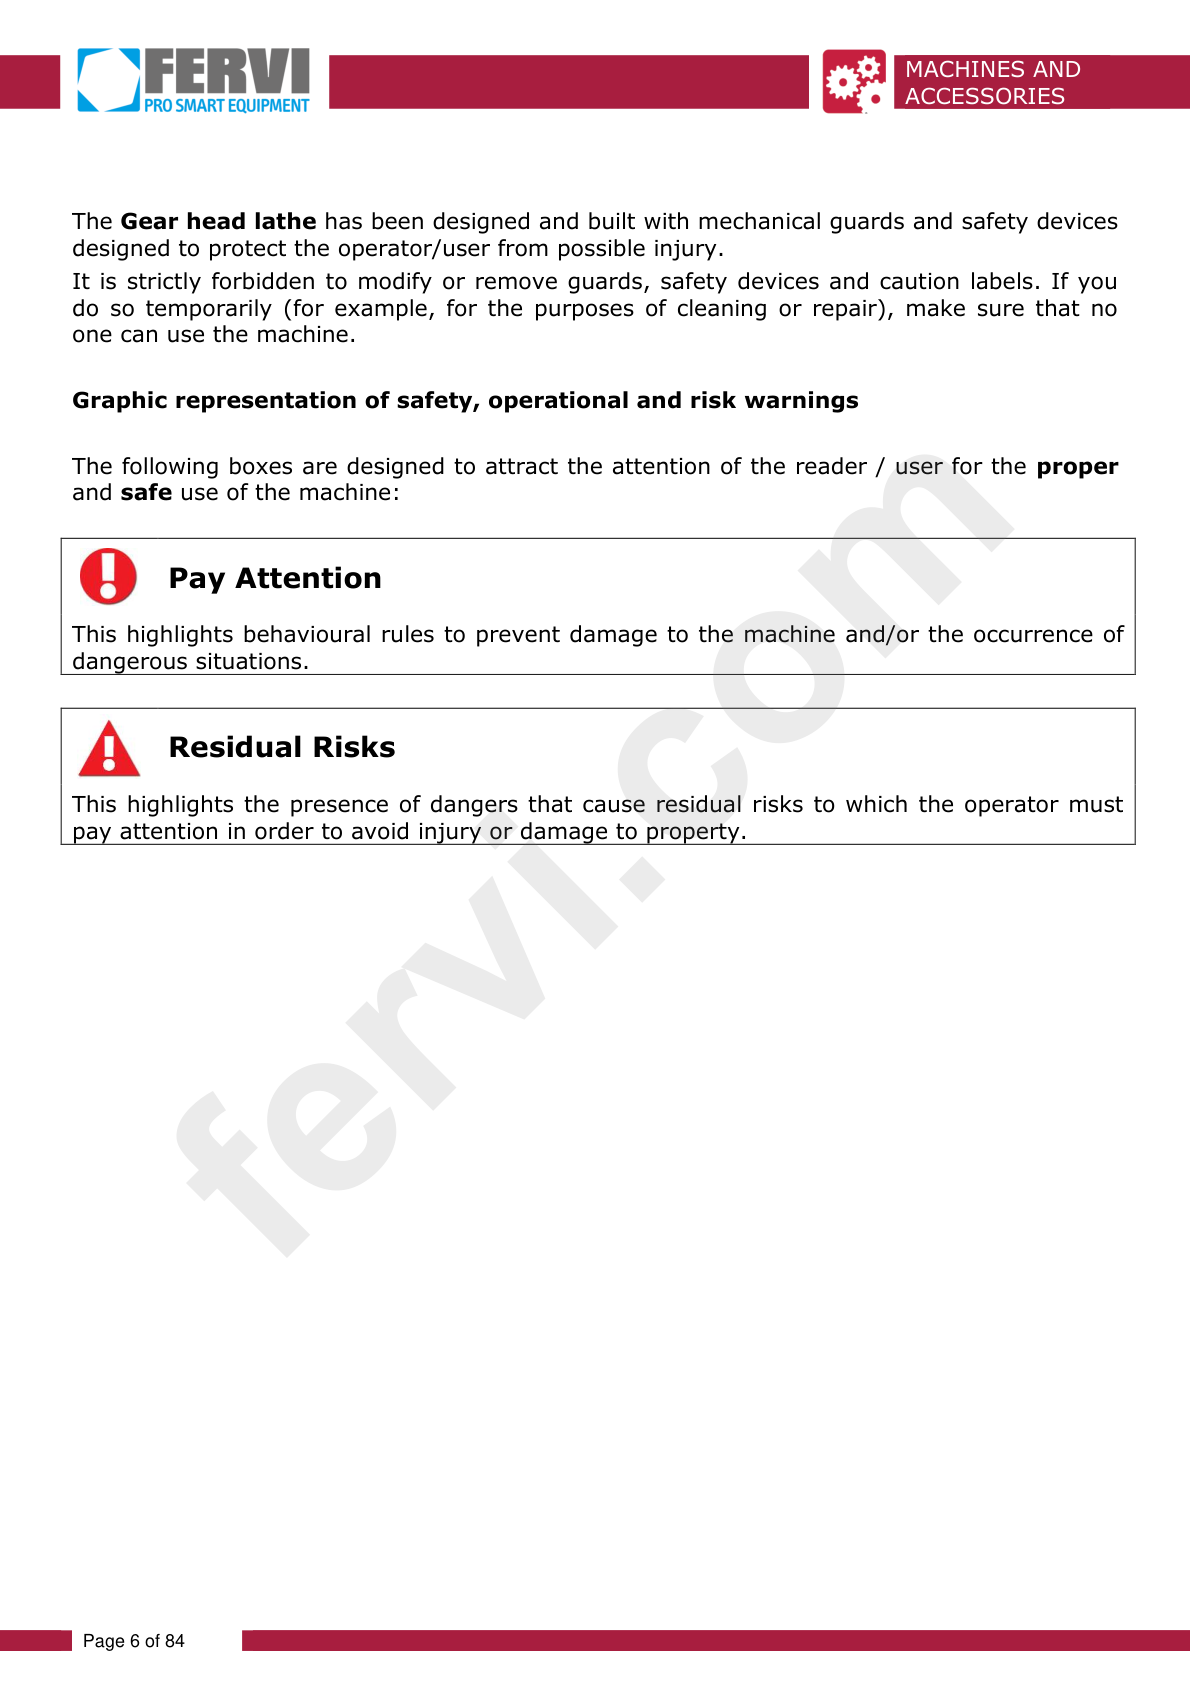 FERVI
PRO SMART EQUIPMENT
MACHINES AND
ACCESSORIES
The Gear head lathe has been designed and built with mechanical guards and safety devices
designed to protect the operator/user from possible injury.
It is strictly forbidden to modify or remove guards, safety devices and caution labels. If you
do so temporarily (for example, for the purposes of cleaning or repair), make sure that no
one can use the machine.
Graphic representation of safety, operational and risk warnings
The following boxes are designed to attract the attention of the reader / user for the proper
and safe use of the machine:
Pay Attention
This highlights behavioural rules to prevent damage to the machine and/or the occurrence of
dangerous situations.
Residual Risks
This highlights the presence of dangers that cause residual risks to which the operator must
pay attention in order to avoid injury or damage to property.
fervi.com
Page 6 of 84